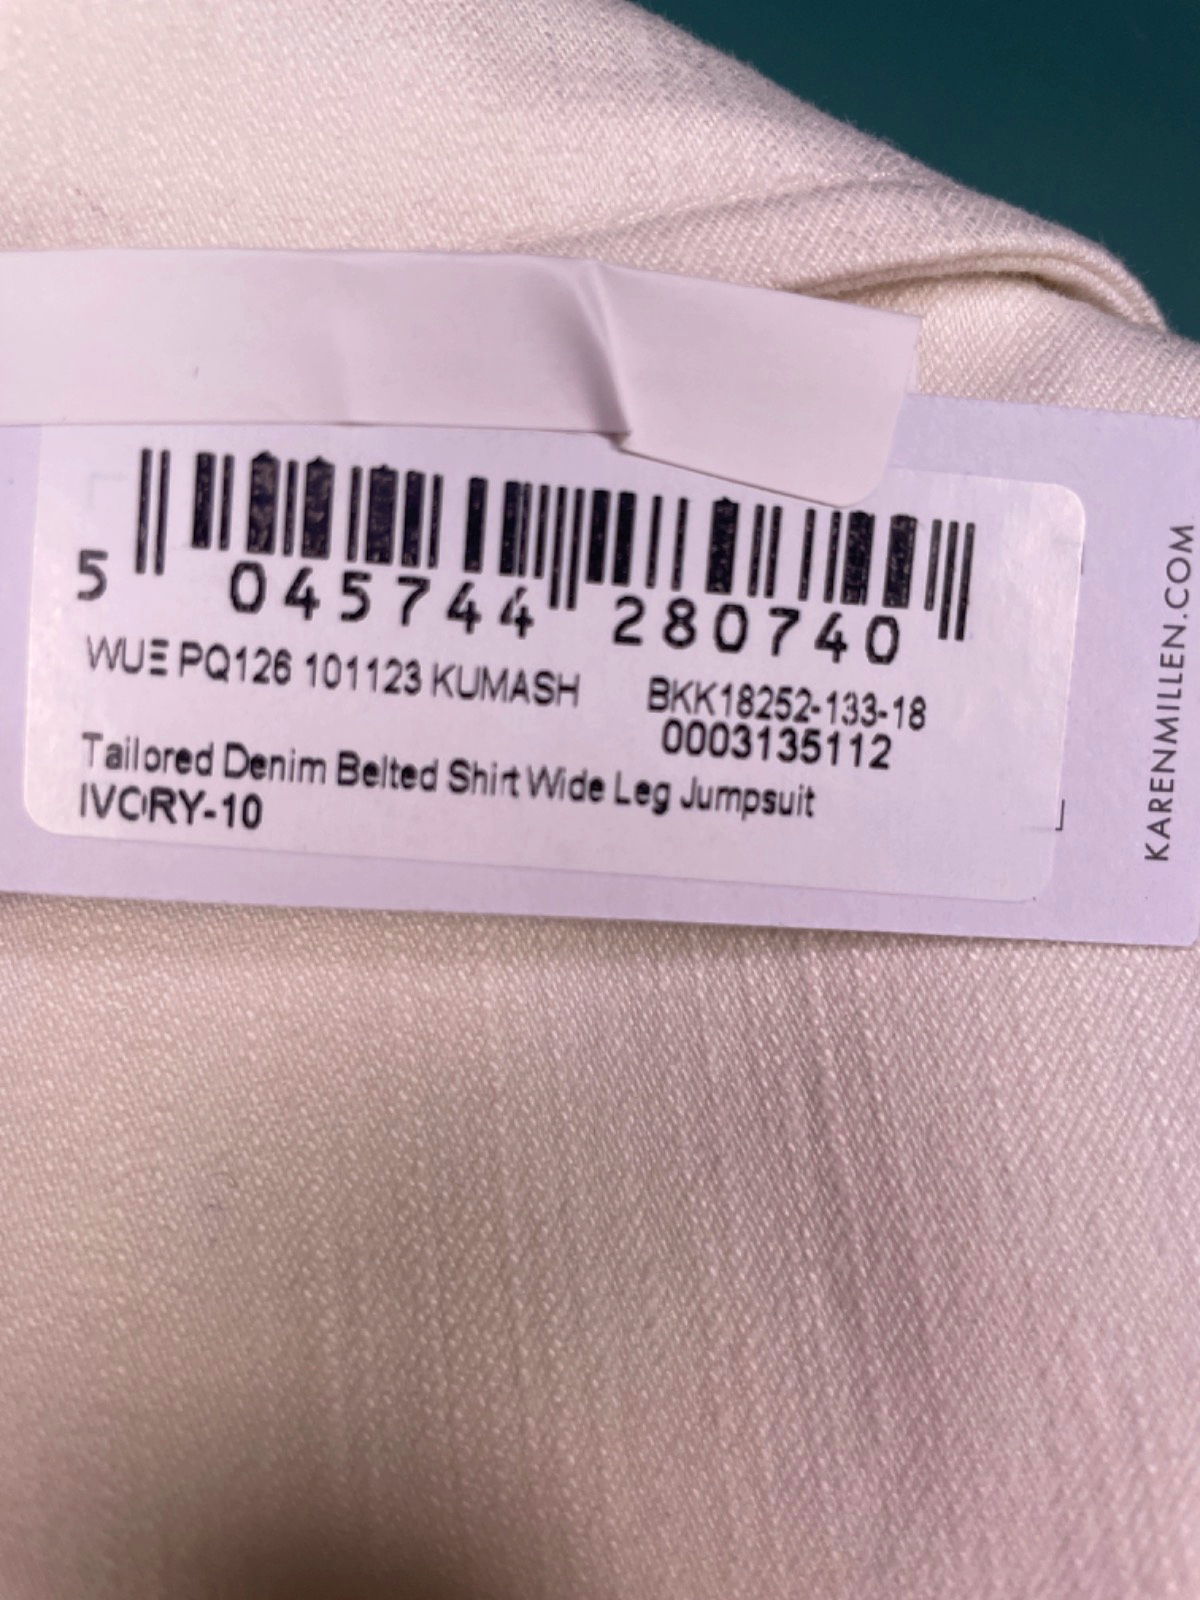 5 045744 280740
WUE PQ126 101123 KUMASH BKK18252-133-18
0003135112
Tailored Denim Belted Shirt Wide Leg Jumpsuit
IVORY-10
KARENMILLEN.COM